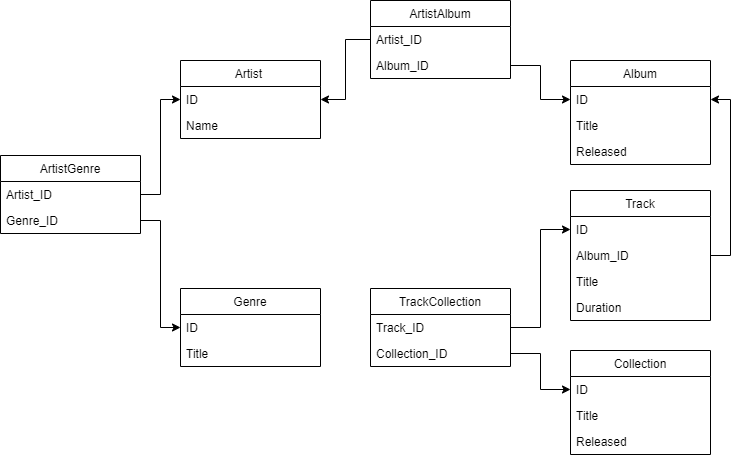 ArtistAlbum
Artist_ID
Album_ID
Artist
ID
Name
Album
ID
Title
Released
ArtistGenre
Artist_ID
Genre_ID
Track
ID
Album_ID
Title
Duration
Genre
ID
Title
TrackCollection
Track_ID
Collection_ID
Collection
ID
Title
Released